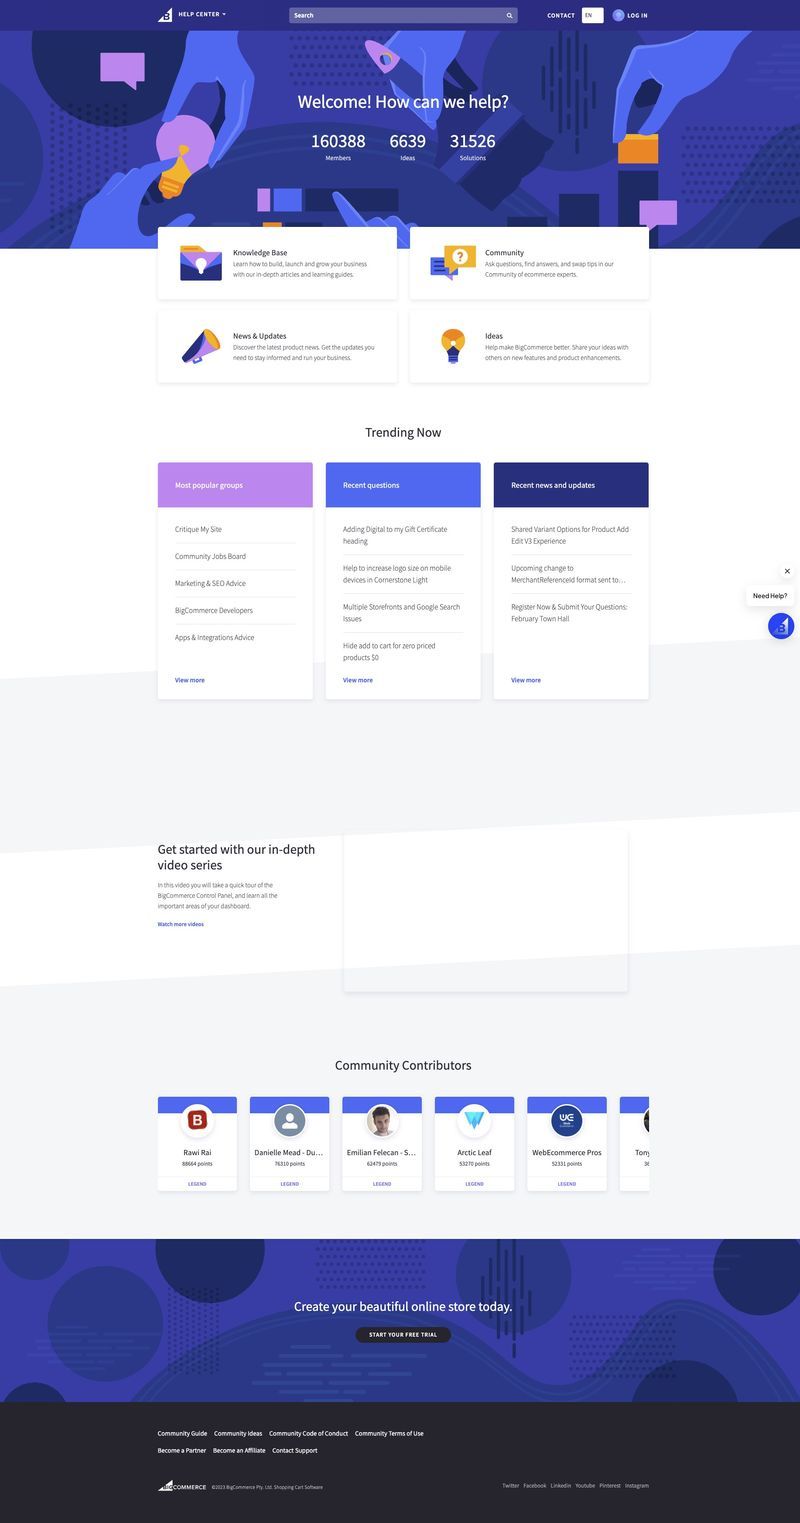 HELP CENTER
Search
CONTACT
EN
LOG IN
Welcome! How can we help?
160388
6639
31526
Members
Ideas
Solutions
Knowledge Base
Learn how to build, launch and grow your business
with our in-depth articles and learning guides.
Community
Ask questions, find answers, and swap tips in our
Community of ecommerce experts.
News & Updates
Discover the latest product news. Get the updates you
need to stay informed and run your business.
Ideas
Help make BigCommerce better. Share your ideas with
others on new features and product enhancements.
Trending Now
Most popular groups
Critique My Site
Community Jobs Board
Marketing & SEO Advice
BigCommerce Developers
Apps & Integrations Advice
View more
Recent questions
Adding Digital to my Gift Certificate
heading
Help to increase logo size on mobile
devices in Cornerstone Light
Multiple Storefronts and Google Search
Issues
Hide add to cart for zero priced
products $0
View more
Recent news and updates
Shared Variant Options for Product Add
Edit V3 Experience
Upcoming change to
MerchantReferenceId format sent to…
Register Now & Submit Your Questions:
February Town Hall
View more
Need Help?
Get started with our in-depth
video series
In this video you will take a quick tour of the
BigCommerce Control Panel, and learn all the
important areas of your dashboard.
Watch more videos
Community Contributors
Rawi Rai
88664 points
LEGEND
Danielle Mead - Du…
76310 points
LEGEND
Emilian Felecan - S…
62479 points
LEGEND
Arctic Leaf
53270 points
LEGEND
WebEcommerce Pros
52331 points
LEGEND
Create your beautiful online store today.
START YOUR FREE TRIAL
Community Guide Community Ideas Community Code of Conduct Community Terms of Use
Become a Partner Become an Affiliate Contact Support
BIGCOMMERCE ©2023 BigCommerce Pty. Ltd. Shopping Cart Software
Twitter Facebook Linkedin Youtube Pinterest Instagram